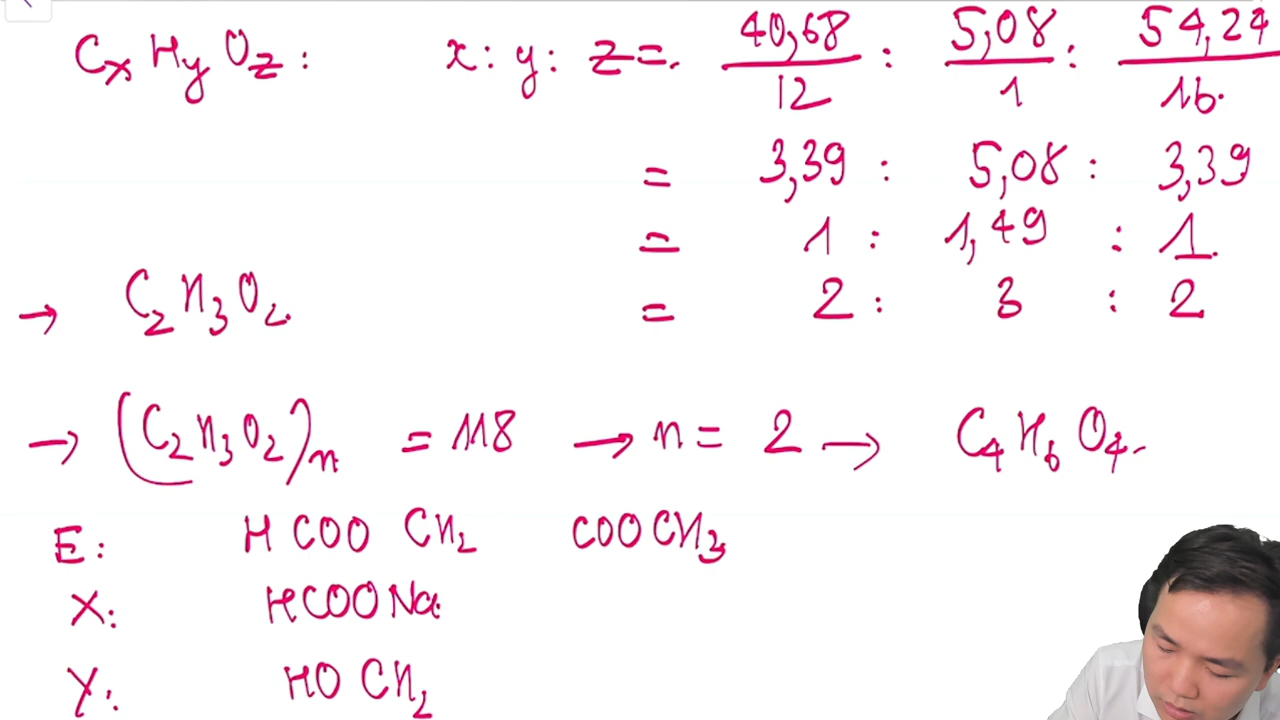 CxHyOz: x: y: z = 40,68/12 : 5,08/1 : 54,24/16
= 3,39 : 5,08 : 3,39
= 1 : 1,49 : 1
= 2 : 3 : 2
→ C2H3O2
→ (C2H3O2)n = 118 → n = 2 → C4H6O4
E: HCOO CH2 COOCH3
X: HCOONa
Y: HO CH2